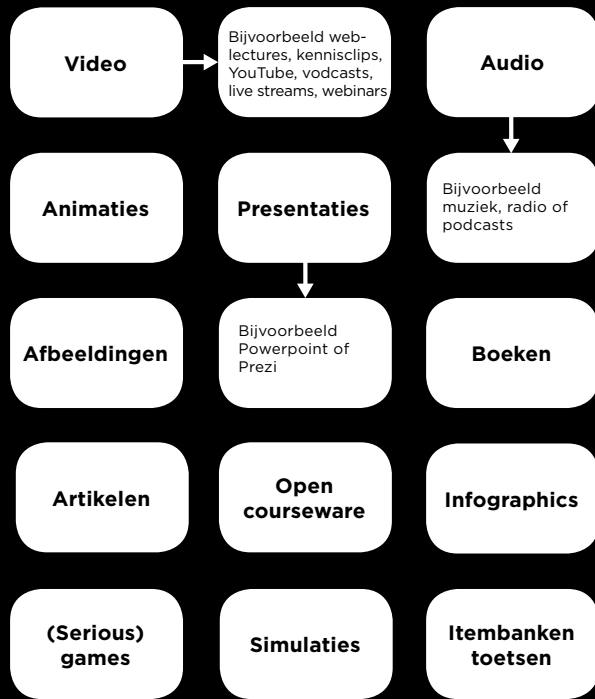 Video
Bijvoorbeeld web-
lectures, kennisclips,
YouTube, vodcasts,
live streams, webinars
Audio
Animaties
Presentaties
Bijvoorbeeld
muziek, radio of
podcasts
Afbeeldingen
Bijvoorbeeld
Powerpoint of
Prezi
Boeken
Artikelen
Open
courseware
Infographics
(Serious)
games
Simulaties
Itembanken
toetsen